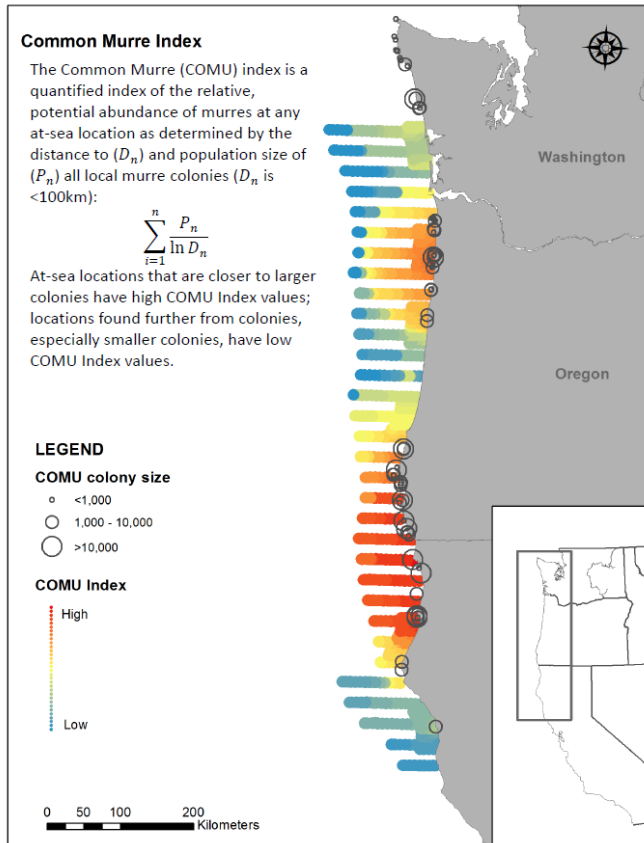 Common Murre Index
The Common Murre (COMU) index is a
quantified index of the relative,
potential abundance of murres at any
at-sea location as determined by the
distance to (Dₙ) and population size of
(Pₙ) all local murre colonies (Dₙ is
<100km):
n
∑ Pₙ / ln Dₙ
i=1
At-sea locations that are closer to larger
colonies have high COMU Index values;
locations found further from colonies,
especially smaller colonies, have low
COMU Index values.
Washington
Oregon
LEGEND
COMU colony size
<1,000
1,000 - 10,000
>10,000
COMU Index
High
Low
0 50 100 200
Kilometers